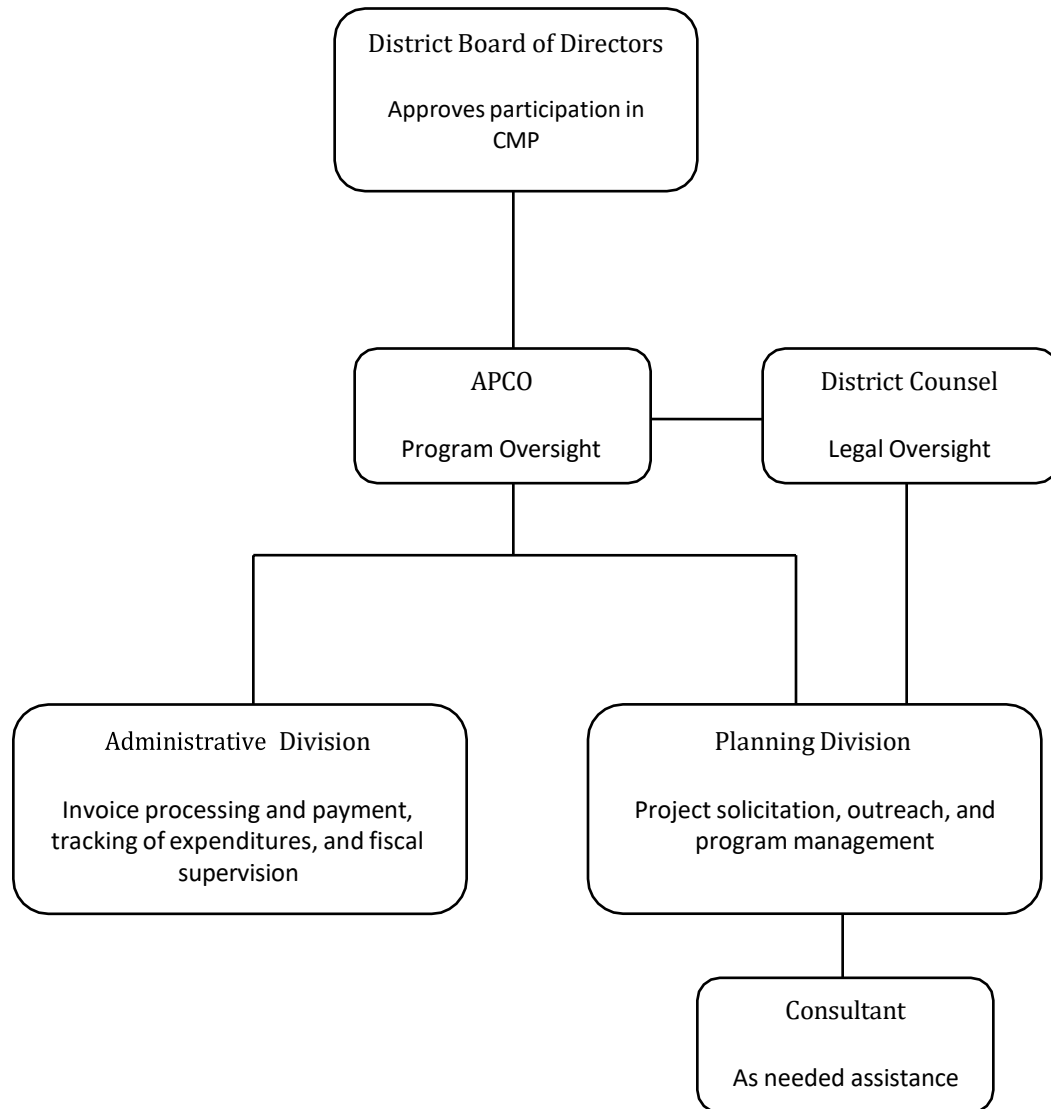 District Board of Directors
Approves participation in
CMP
APCO
Program Oversight
District Counsel
Legal Oversight
Administrative Division
Invoice processing and payment,
tracking of expenditures, and fiscal
supervision
Planning Division
Project solicitation, outreach, and
program management
Consultant
As needed assistance